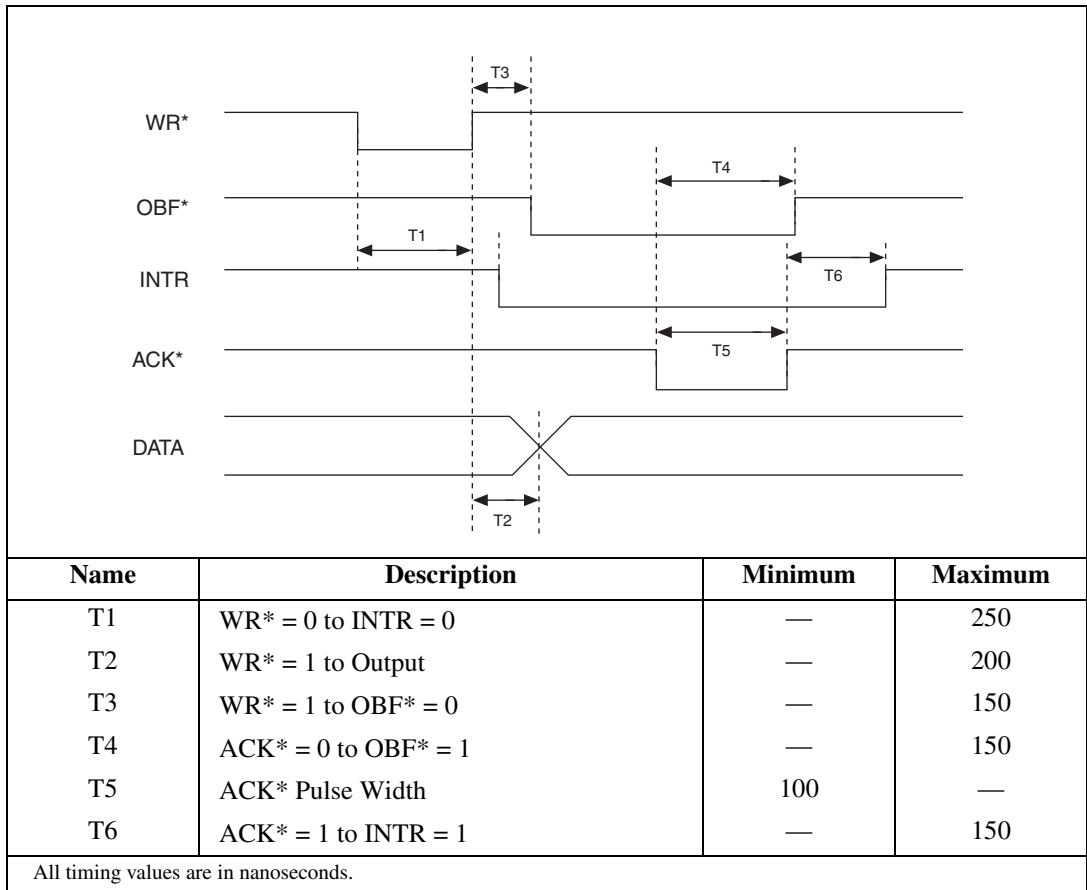 T3
WR*
T4
OBF*
T1
INTR
T6
T5
ACK*
DATA
T2
Name Description Minimum Maximum
T1 WR* = 0 to INTR = 0 — 250
T2 WR* = 1 to Output — 200
T3 WR* = 1 to OBF* = 0 — 150
T4 ACK* = 0 to OBF* = 1 — 150
T5 ACK* Pulse Width 100 —
T6 ACK* = 1 to INTR = 1 — 150
All timing values are in nanoseconds.